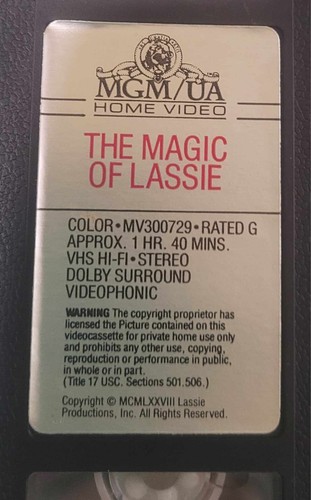 MGM/UA
HOME VIDEO
THE MAGIC
OF LASSIE
COLOR•MV300729•RATED G
APPROX. 1 HR. 40 MINS.
VHS HI-FI•STEREO
DOLBY SURROUND
VIDEOPHONIC
WARNING The copyright proprietor has
licensed the Picture contained on this
videocassette for private home use only
and prohibits any other use, copying,
reproduction or performance in public,
in whole or in part.
(Title 17 USC. Sections 501.506.)
Copyright © MCMLXXVIII Lassie
Productions, Inc. All Rights Reserved.